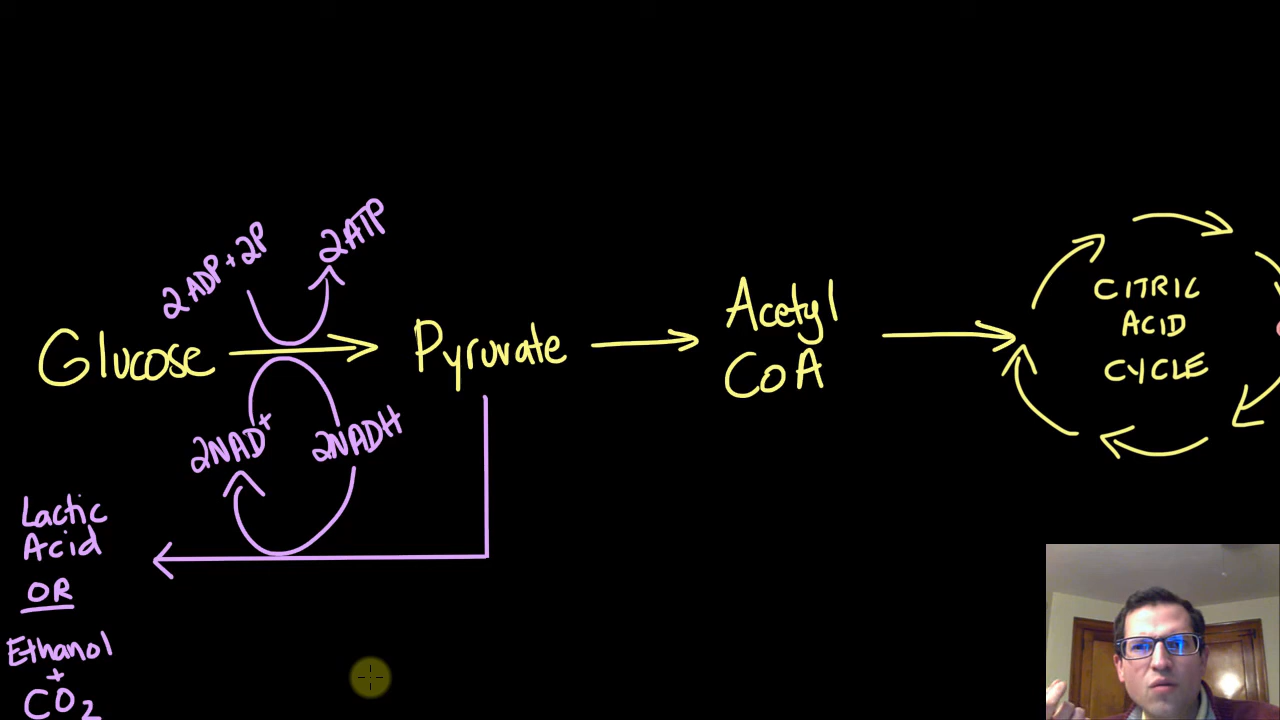 2ADP+2P
2ATP
Glucose
Pyruvate
Acetyl
CoA
CITRIC
ACID
CYCLE
2NAD+
2NADH
Lactic
Acid
OR
Ethanol
+
CO2